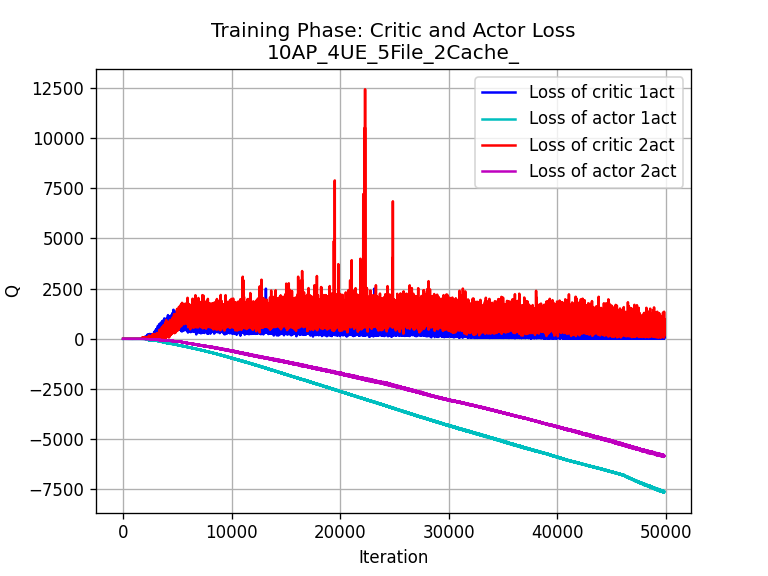 Training Phase: Critic and Actor Loss
10AP_4UE_5File_2Cache_
Loss of critic 1act
Loss of actor 1act
Loss of critic 2act
Loss of actor 2act
Q
12500
10000
7500
5000
2500
0
−2500
−5000
−7500
0 10000 20000 30000 40000 50000
Iteration